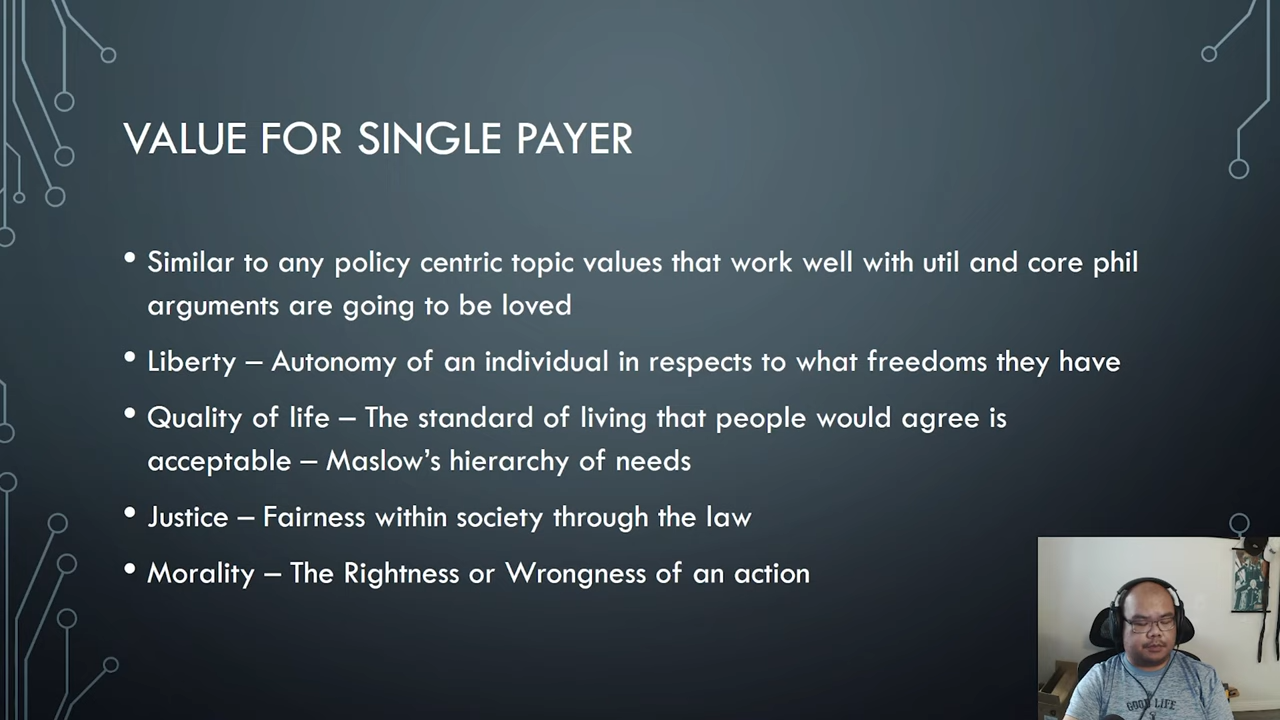 VALUE FOR SINGLE PAYER
• Similar to any policy centric topic values that work well with util and core phil
arguments are going to be loved
• Liberty – Autonomy of an individual in respects to what freedoms they have
• Quality of life – The standard of living that people would agree is
acceptable – Maslow's hierarchy of needs
• Justice – Fairness within society through the law
• Morality – The Rightness or Wrongness of an action
GOOD LIFE